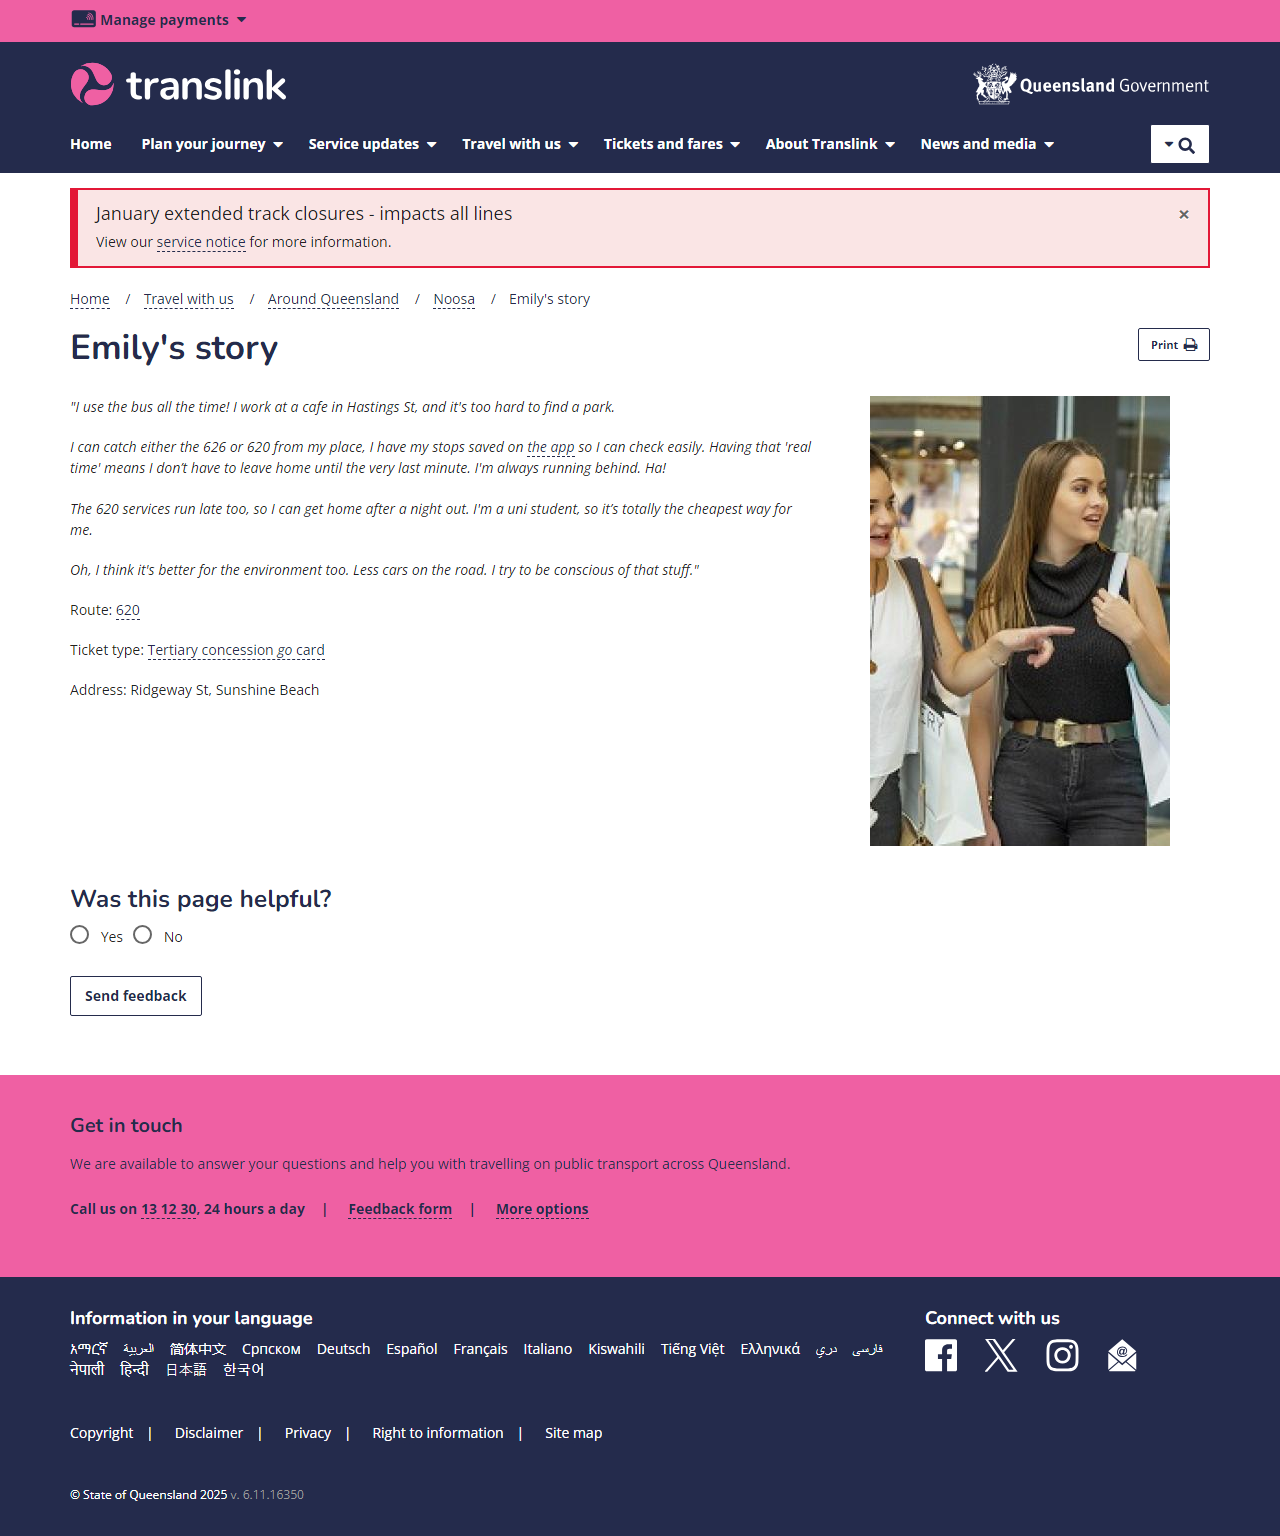 Manage payments
translink
Queensland Government
Home Plan your journey Service updates Travel with us Tickets and fares About Translink News and media
January extended track closures - impacts all lines
×
View our service notice for more information.
Home / Travel with us / Around Queensland / Noosa / Emily's story
Emily's story
Print
"I use the bus all the time! I work at a cafe in Hastings St, and it's too hard to find a park.
I can catch either the 626 or 620 from my place, I have my stops saved on the app so I can check easily. Having that 'real
time' means I don’t have to leave home until the very last minute. I'm always running behind. Ha!
The 620 services run late too, so I can get home after a night out. I'm a uni student, so it’s totally the cheapest way for
me.
Oh, I think it's better for the environment too. Less cars on the road. I try to be conscious of that stuff."
Route: 620
Ticket type: Tertiary concession go card
Address: Ridgeway St, Sunshine Beach
Was this page helpful?
Yes No
Send feedback
Get in touch
We are available to answer your questions and help you with travelling on public transport across Queensland.
Call us on 13 12 30, 24 hours a day | Feedback form | More options
Information in your language
አማርኛ العربية 简体中文 Српском Deutsch Español Français Italiano Kiswahili Tiếng Việt Ελληνικά دري فارسی
नेपाली हिन्दी 日本語 한국어
Connect with us
Copyright | Disclaimer | Privacy | Right to information | Site map
© State of Queensland 2025 v. 6.11.16350